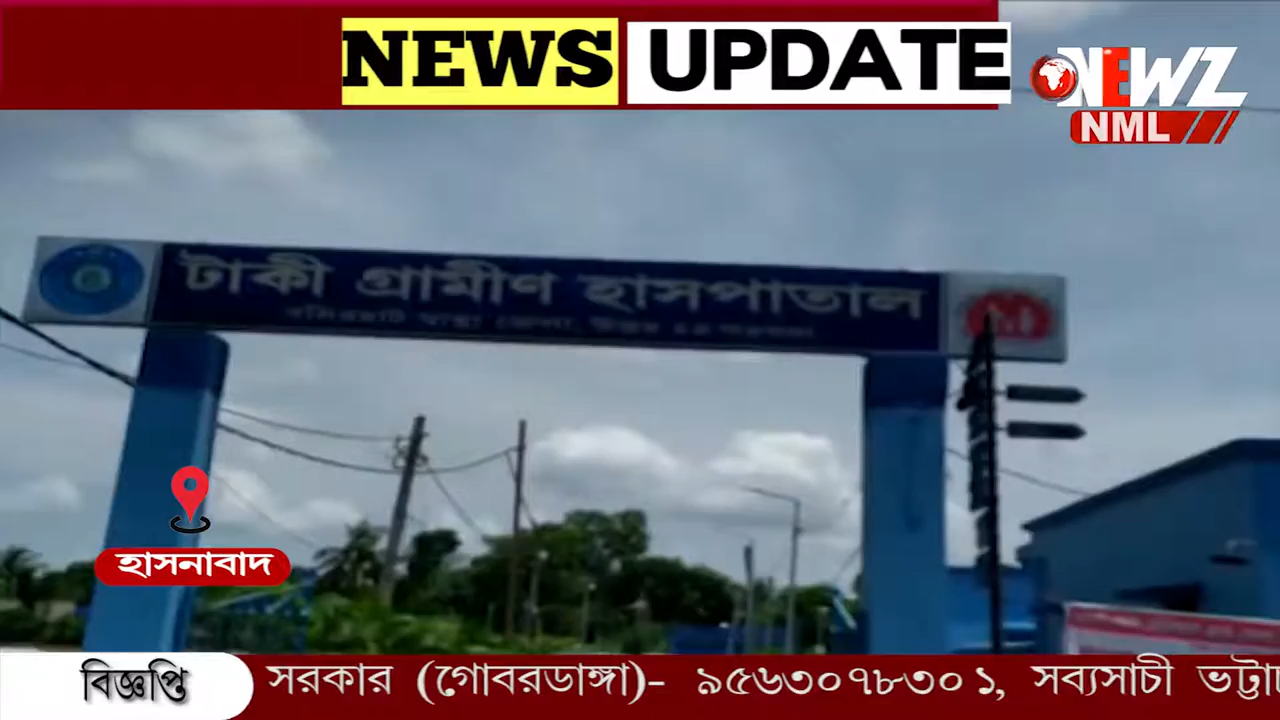 NEWS UPDATE
NEWZ
NML
টাকী গ্রামীণ হাসপাতাল
হাসনাবাদ
বিজ্ঞপ্তি
সরকার (গোবরডাঙ্গা)- ৯৫৬৩০৭৮৩০১, সব্যসাচী